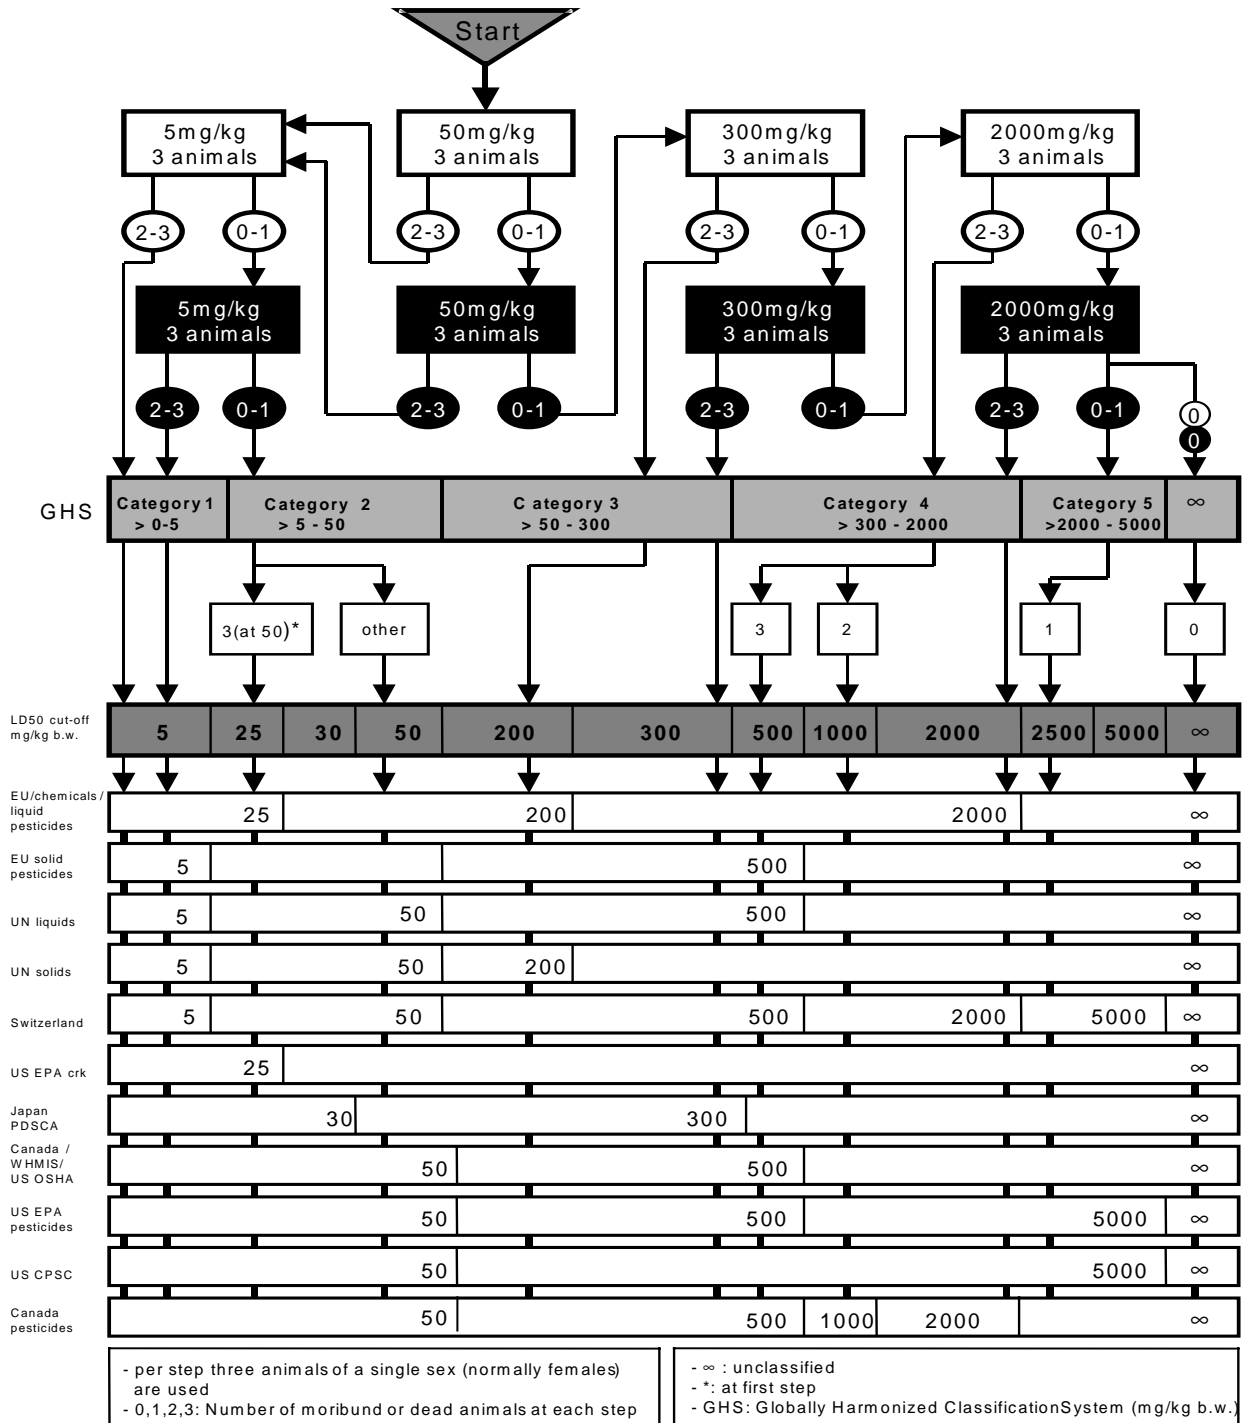 Start
5mg/kg
3 animals
50mg/kg
3 animals
300mg/kg
3 animals
2000mg/kg
3 animals
2-3
0-1
2-3
0-1
2-3
0-1
2-3
0-1
5mg/kg
3 animals
50mg/kg
3 animals
300mg/kg
3 animals
2000mg/kg
3 animals
2-3
0-1
2-3
0-1
2-3
0-1
2-3
0-1
0
0
GHS
Category 1
> 0-5
Category 2
> 5 - 50
Category 3
> 50 - 300
Category 4
> 300 - 2000
Category 5
>2000 - 5000
∞
3(at 50)*
other
3
2
1
0
LD50 cut-off
mg/kg b.w.
5 25 30 50 200 300 500 1000 2000 2500 5000 ∞
EU/chemicals/
liquid
pesticides
25 200 2000 ∞
EU solid
pesticides
5 500 ∞
UN liquids
5 50 500 ∞
UN solids
5 50 200 ∞
Switzerland
5 50 500 2000 5000 ∞
US EPA crk
25 ∞
Japan
PDSCA
30 300 ∞
Canada /
WHMIS/
US OSHA
50 500 ∞
US EPA
pesticides
50 500 5000 ∞
US CPSC
50 5000 ∞
Canada
pesticides
50 500 1000 2000 ∞
- per step three animals of a single sex (normally females)
are used
- 0,1,2,3: Number of moribund or dead animals at each step
- ∞ : unclassified
- *: at first step
- GHS: Globally Harmonized ClassificationSystem (mg/kg b.w.)